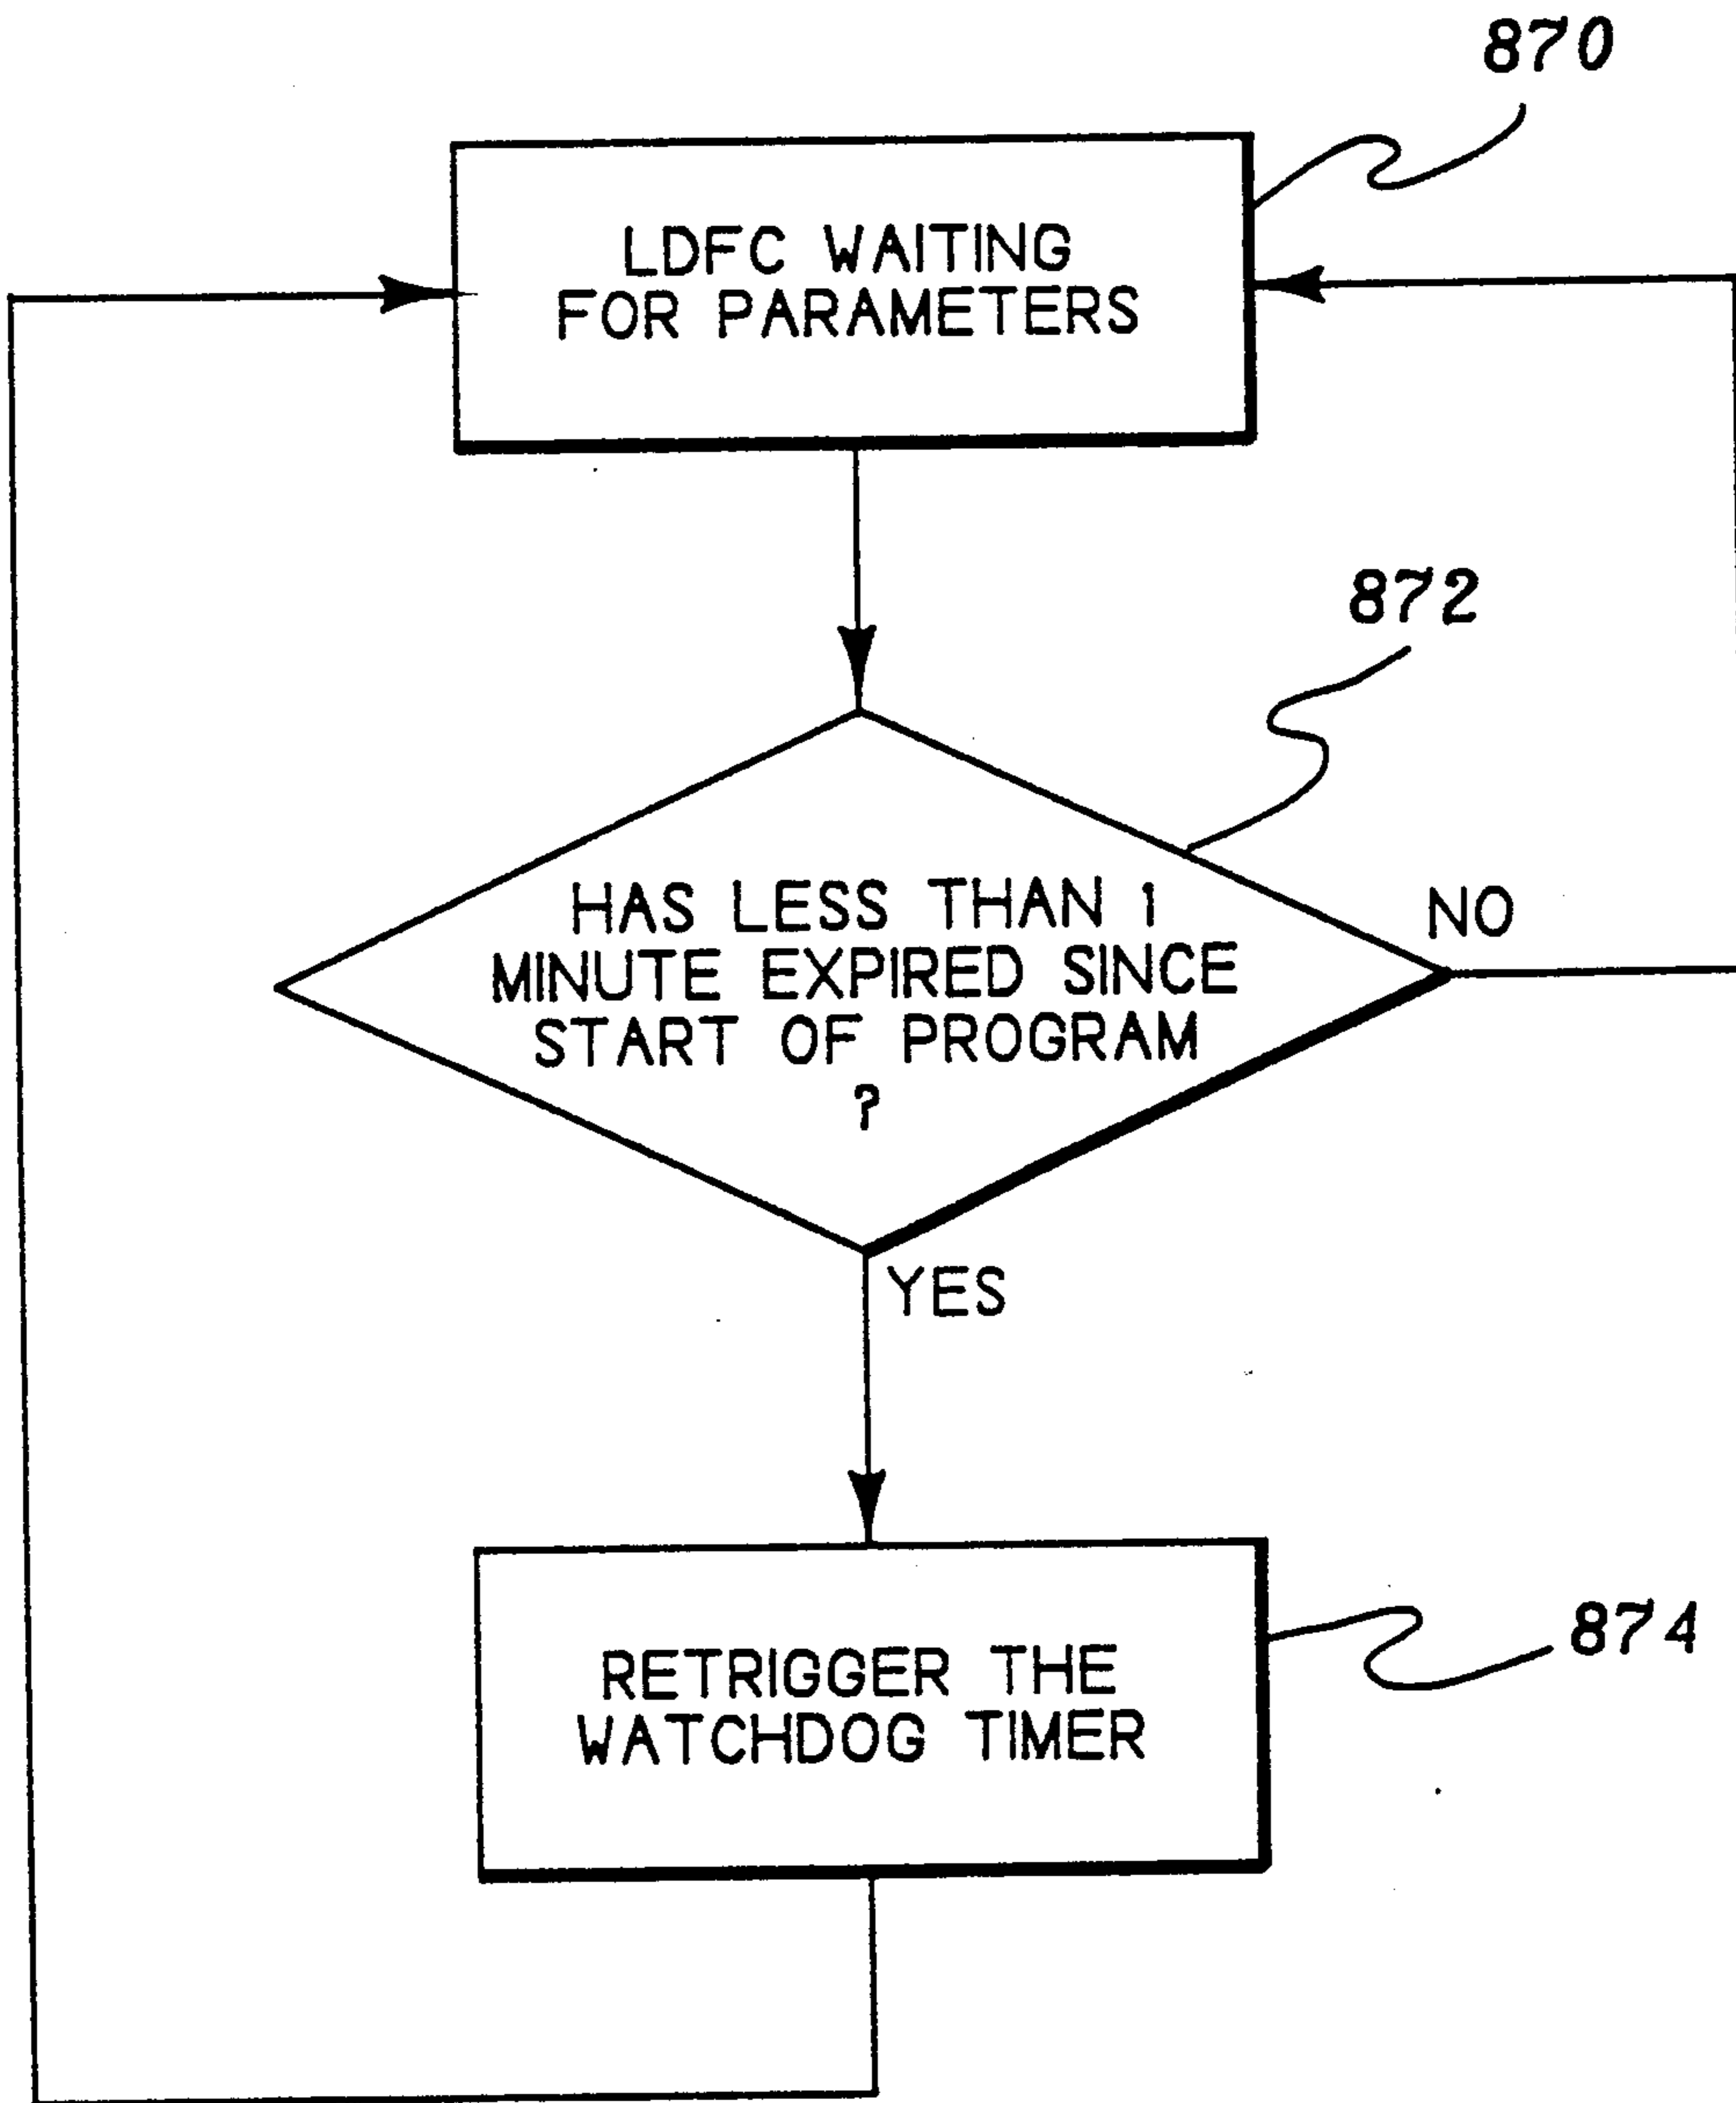 870
LDFC WAITING
FOR PARAMETERS
872
HAS LESS THAN 1
MINUTE EXPIRED SINCE
START OF PROGRAM
?
NO
YES
RETRIGGER THE
WATCHDOG TIMER
874